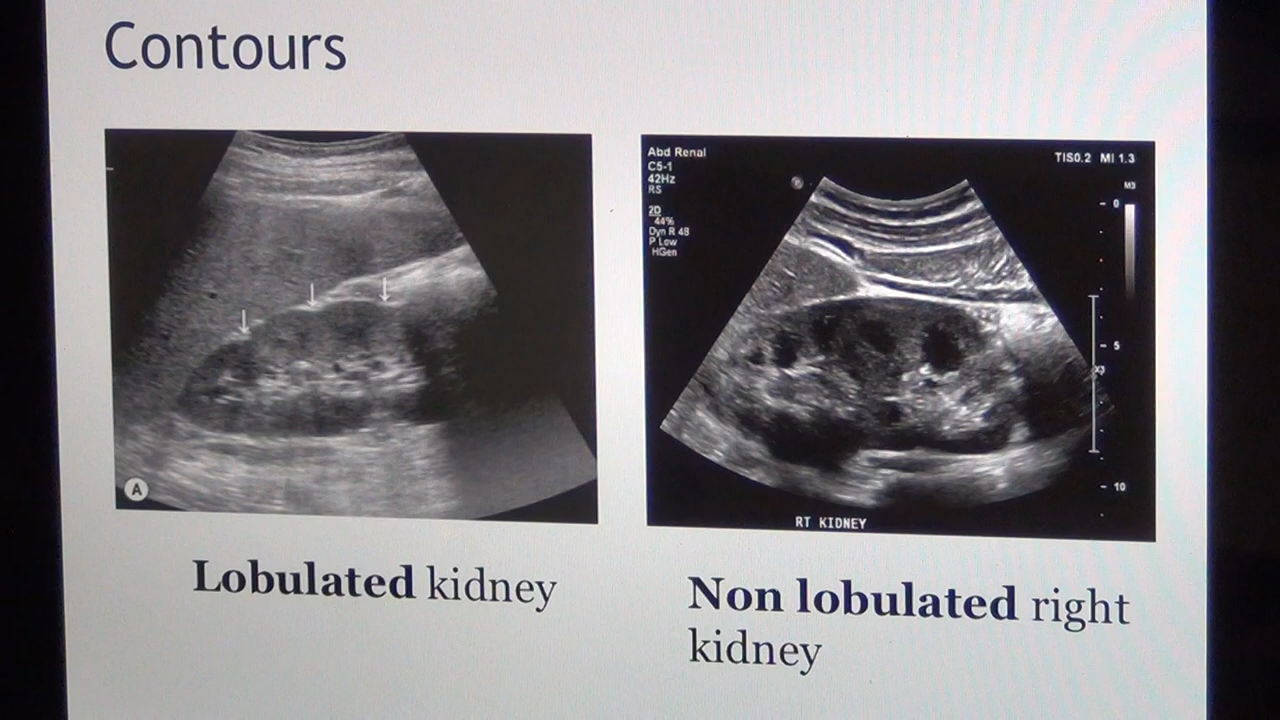 Contours
Abd Renal
C5-1
42Hz
RS
2D
44%
Dyn R 48
P Low
HGen
TIS0.2 MI 1.3
M3
0
5
10
RT KIDNEY
A
Lobulated kidney
Non lobulated right
kidney